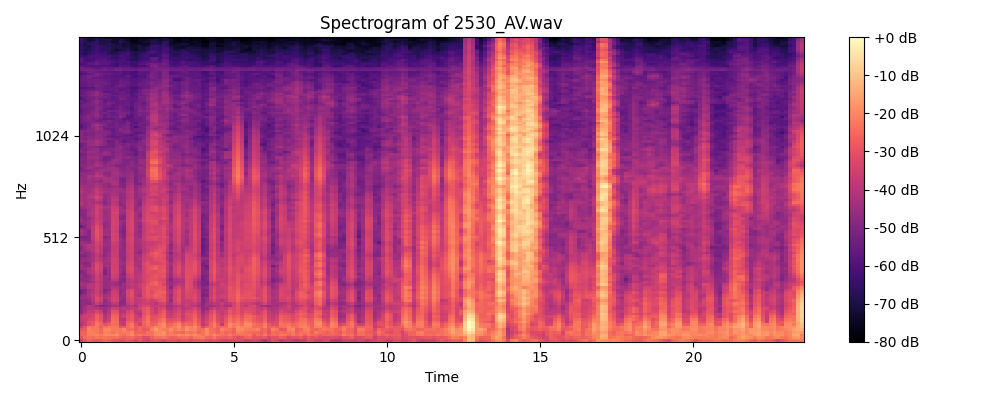 Spectrogram of 2530_AV.wav
Hz
1024
512
0
0 5 10 15 20
Time
+0 dB
-10 dB
-20 dB
-30 dB
-40 dB
-50 dB
-60 dB
-70 dB
-80 dB